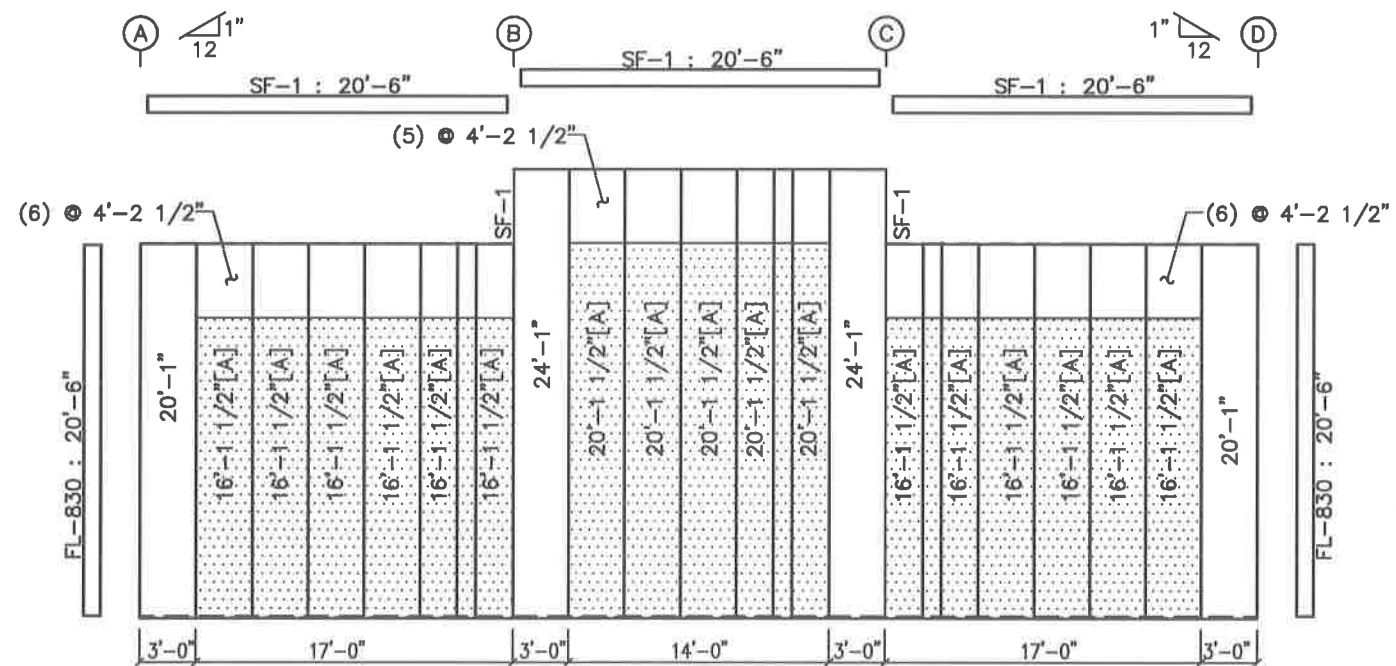 A
1"
12
B
C
1"
12
D
SF-1 : 20'-6"
SF-1 : 20'-6"
SF-1 : 20'-6"
(5) @ 4'-2 1/2"
(6) @ 4'-2 1/2"
(6) @ 4'-2 1/2"
SF-1
SF-1
FL-830 : 20'-6"
20'-1"
16'-1 1/2"[A]
16'-1 1/2"[A]
16'-1 1/2"[A]
16'-1 1/2"[A]
16'-1 1/2"[A]
16'-1 1/2"[A]
24'-1"
20'-1 1/2"[A]
20'-1 1/2"[A]
20'-1 1/2"[A]
20'-1 1/2"[A]
20'-1 1/2"[A]
24'-1"
16'-1 1/2"[A]
16'-1 1/2"[A]
16'-1 1/2"[A]
16'-1 1/2"[A]
16'-1 1/2"[A]
16'-1 1/2"[A]
20'-1"
FL-830 : 20'-6"
3'-0"
17'-0"
3'-0"
14'-0"
3'-0"
17'-0"
3'-0"